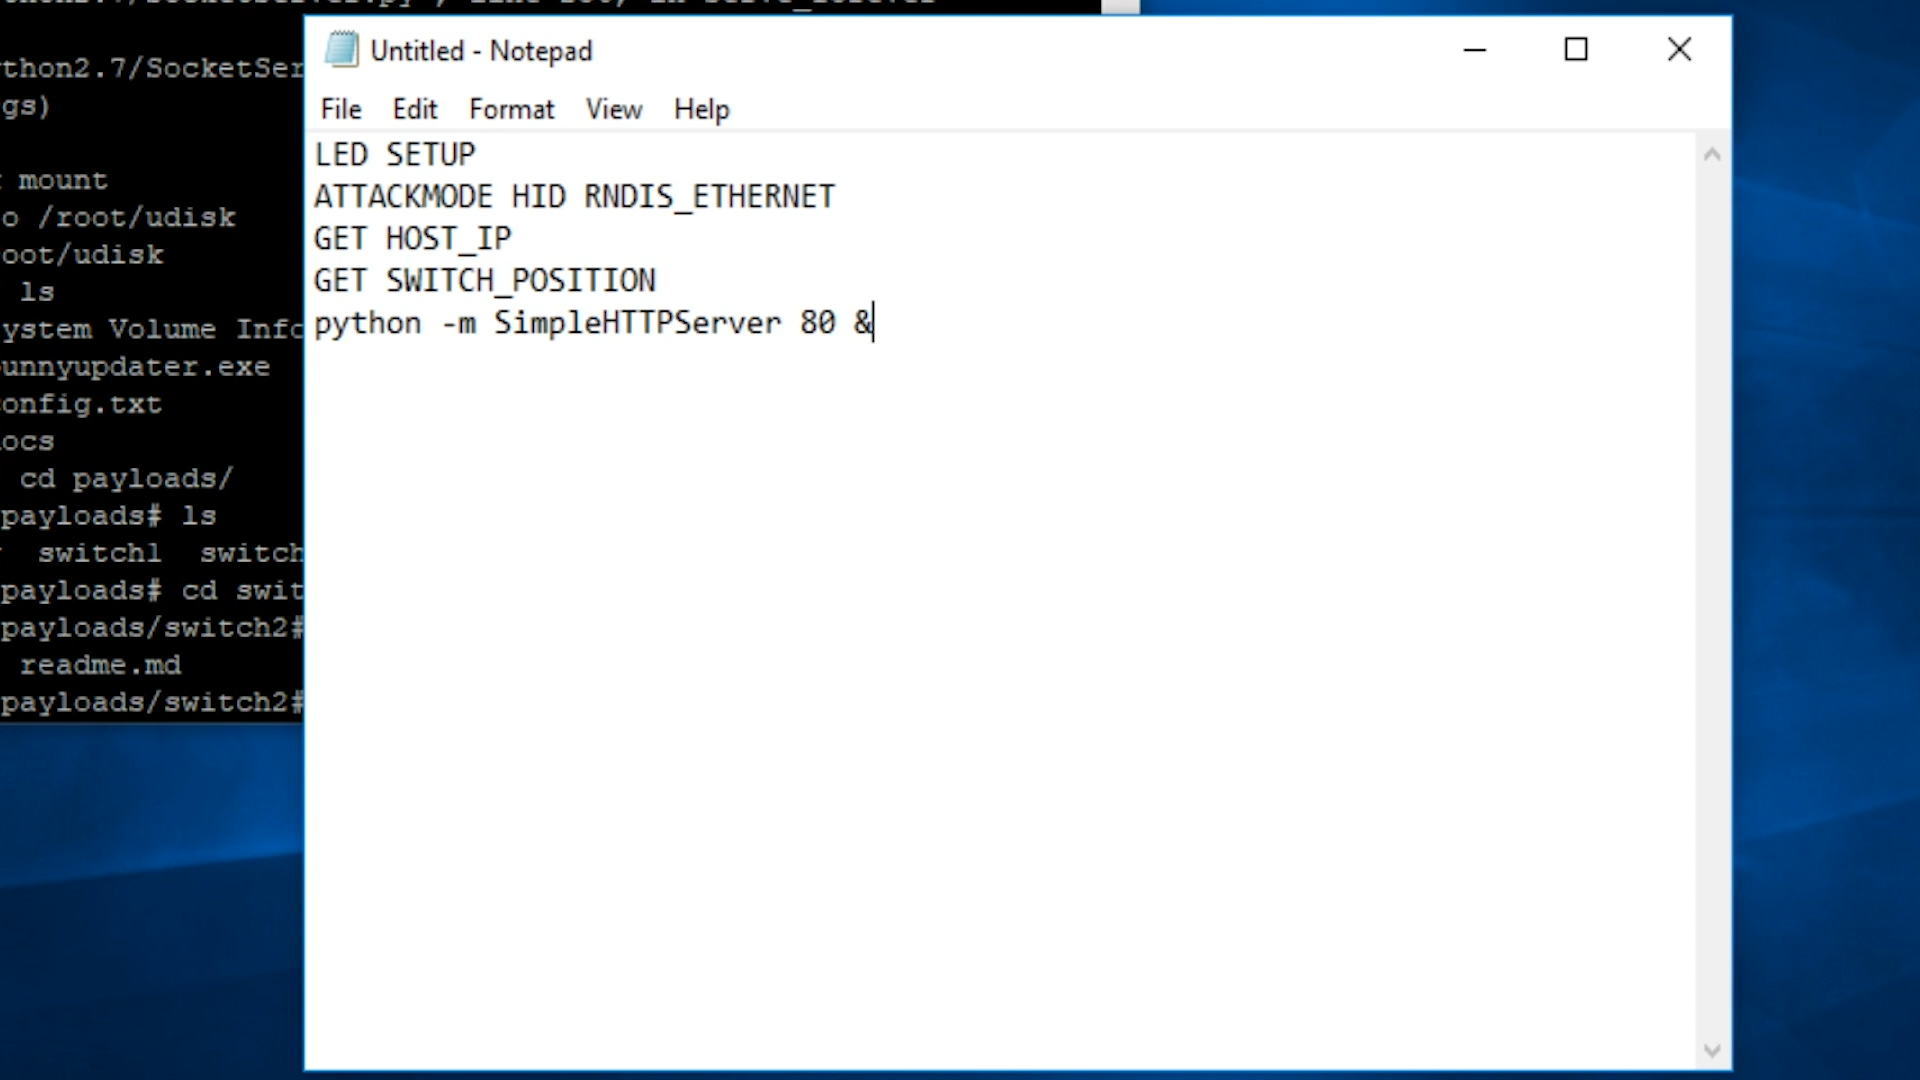 Untitled - Notepad
File Edit Format View Help
LED SETUP
ATTACKMODE HID RNDIS_ETHERNET
GET HOST_IP
GET SWITCH_POSITION
python -m SimpleHTTPServer 80 &
thon2.7/SocketSer
gs)
mount
o /root/udisk
oot/udisk
ls
ystem Volume Info
unnyupdater.exe
onfig.txt
ocs
cd payloads/
payloads# ls
switch1 switch
payloads# cd swit
payloads/switch2#
readme.md
payloads/switch2#